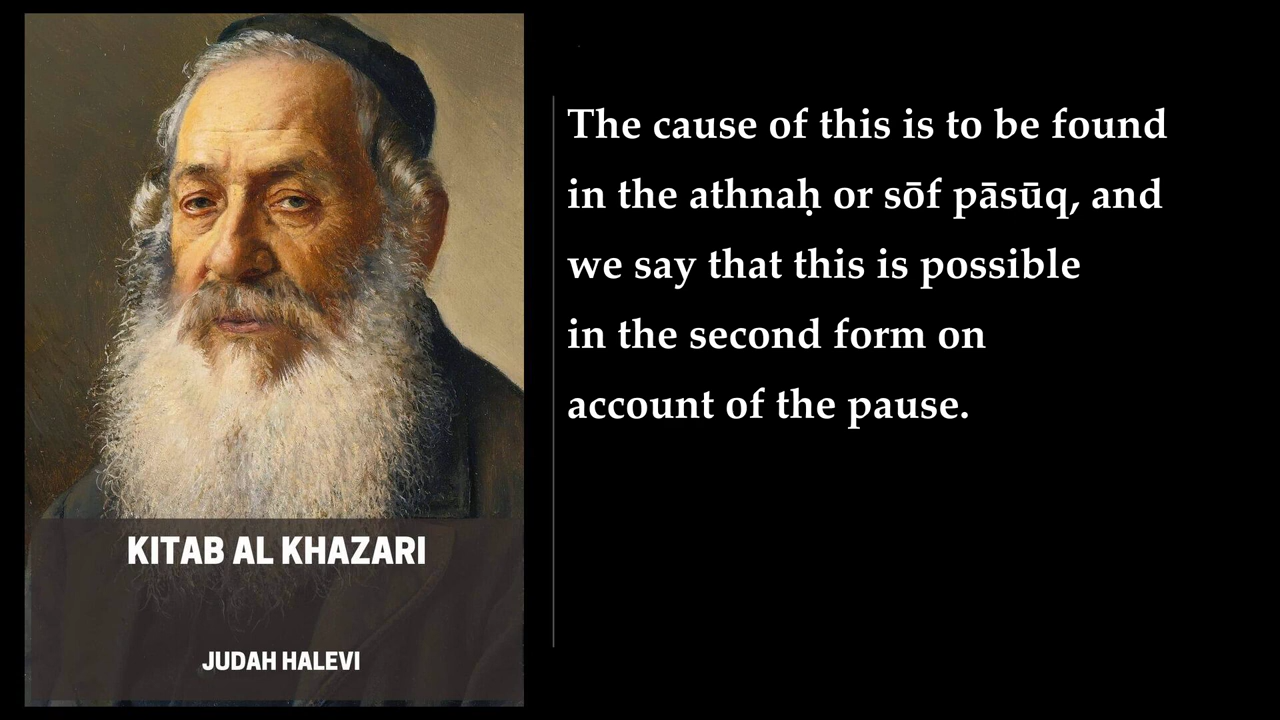 The cause of this is to be found
in the athnaḥ or sōf pāsūq, and
we say that this is possible
in the second form on
account of the pause.
KITAB AL KHAZARI
JUDAH HALEVI